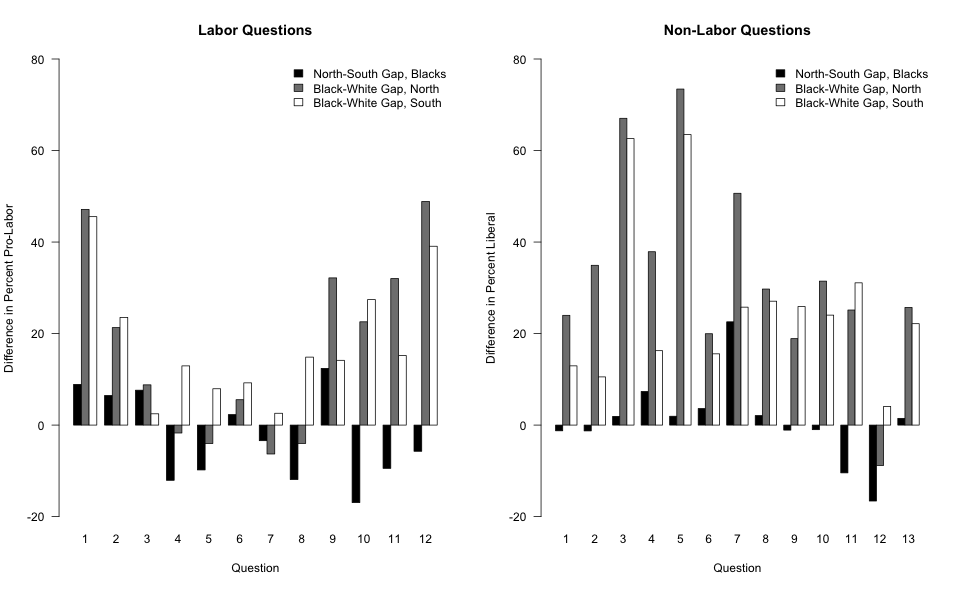 Labor Questions
80
60
40
20
0
-20
Difference in Percent Pro-Labor
North-South Gap, Blacks
Black-White Gap, North
Black-White Gap, South
1 2 3 4 5 6 7 8 9 10 11 12
Question
Non-Labor Questions
80
60
40
20
0
-20
Difference in Percent Liberal
North-South Gap, Blacks
Black-White Gap, North
Black-White Gap, South
1 2 3 4 5 6 7 8 9 10 11 12 13
Question